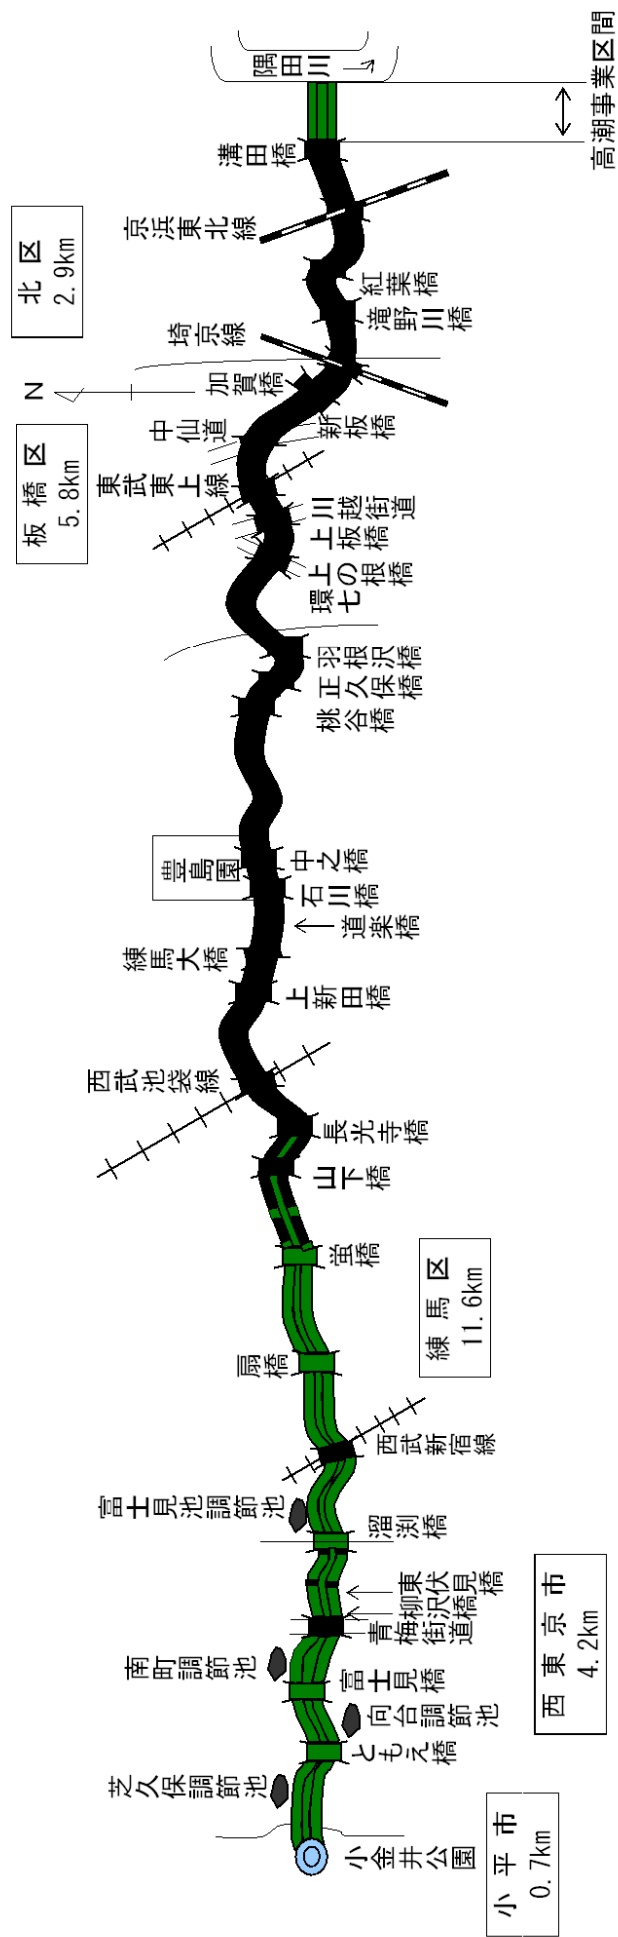 隅田川
高潮事業区間
溝田橋
京浜東北線
北区
2.9km
紅葉橋
滝野川橋
埼京線
N
加賀橋
新板橋
中仙道
板橋区
5.8km
東武東上線
川越街道
上板橋
上の根橋
環七
羽根沢橋
正久保橋
桃谷橋
豊島園
中之橋
石川橋
道楽橋
練馬大橋
上新田橋
西武池袋線
長光寺橋
山下橋
蛍橋
練馬区
11.6km
扇橋
西武新宿線
富士見池調節池
溜渕橋
東伏見橋
柳沢橋
青梅街道
西東京市
4.2km
南町調節池
富士見橋
向台調節池
ともえ橋
芝久保調節池
小金井公園
小平市
0.7km